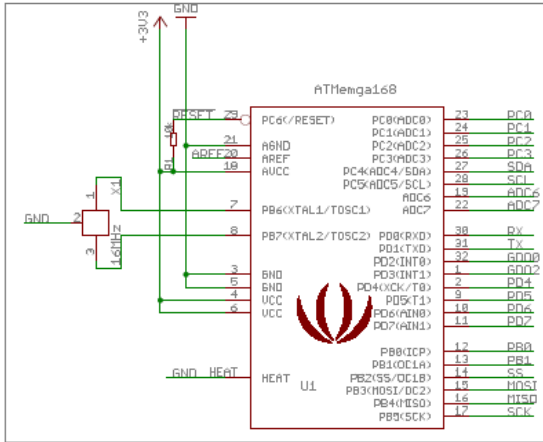 GND
+3V3
ATMemga168
RESET 29 PC6(/RESET) PC0(ADC0) 23 PC0
PC1(ADC1) 24 PC1
10k
21 AGND PC2(ADC2) 25 PC2
AREF 20 AREF PC3(ADC3) 26 PC3
R1
18 AVCC PC4(ADC4/SDA) 27 SDA
PC5(ADC5/SCL) 28 SCL
ADC6 19 ADC6
X1
1
7 PB6(XTAL1/TOSC1) ADC7 22 ADC7
GND 2
8 PB7(XTAL2/TOSC2) PD0(RXD) 30 RX
3
16MHz
PD1(TXD) 31 TX
PD2(INT0) 32 GDO0
3 GND PD3(INT1) 1 GDO2
5 GND PD4(XCK/T0) 2 PD4
4 VCC PD5(T1) 9 PD5
6 VCC PD6(AIN0) 10 PD6
PD7(AIN1) 11 PD7
PB0(ICP) 12 PB0
PB1(OC1A) 13 PB1
GND HEAT HEAT PB2(SS/OC1B) 14 SS
U1 PB3(MOSI/OC2) 15 MOSI
PB4(MISO) 16 MISO
PB5(SCK) 17 SCK